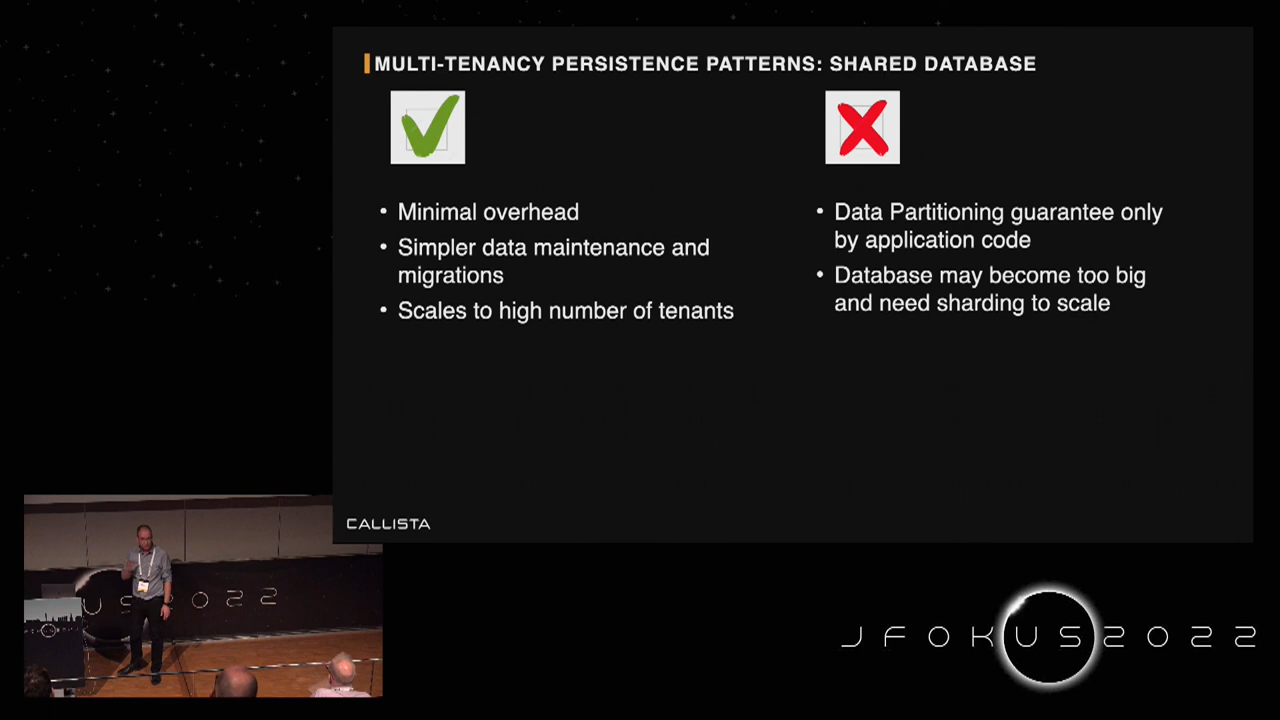 MULTI-TENANCY PERSISTENCE PATTERNS: SHARED DATABASE
• Minimal overhead
• Simpler data maintenance and
migrations
• Scales to high number of tenants
• Data Partitioning guarantee only
by application code
• Database may become too big
and need sharding to scale
CALLISTA
US2022
JFOKUS2022